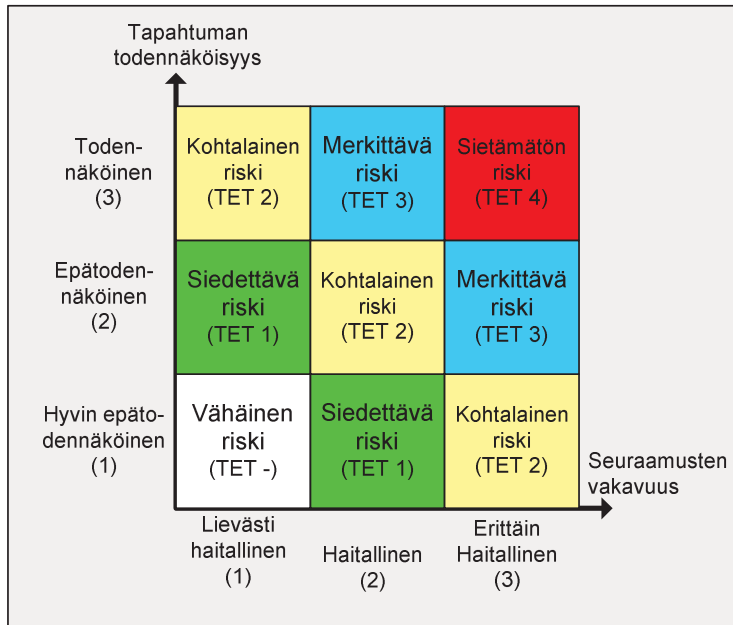 Tapahtuman
todennäköisyys
Toden-
näköinen
(3)
Kohtalainen
riski
(TET 2)
Merkittävä
riski
(TET 3)
Sietämätön
riski
(TET 4)
Epätoden-
näköinen
(2)
Siedettävä
riski
(TET 1)
Kohtalainen
riski
(TET 2)
Merkittävä
riski
(TET 3)
Hyvin epäto-
dennäköinen
(1)
Vähäinen
riski
(TET -)
Siedettävä
riski
(TET 1)
Kohtalainen
riski
(TET 2)
Seuraamusten
vakavuus
Lievästi
haitallinen
(1)
Haitallinen
(2)
Erittäin
Haitallinen
(3)